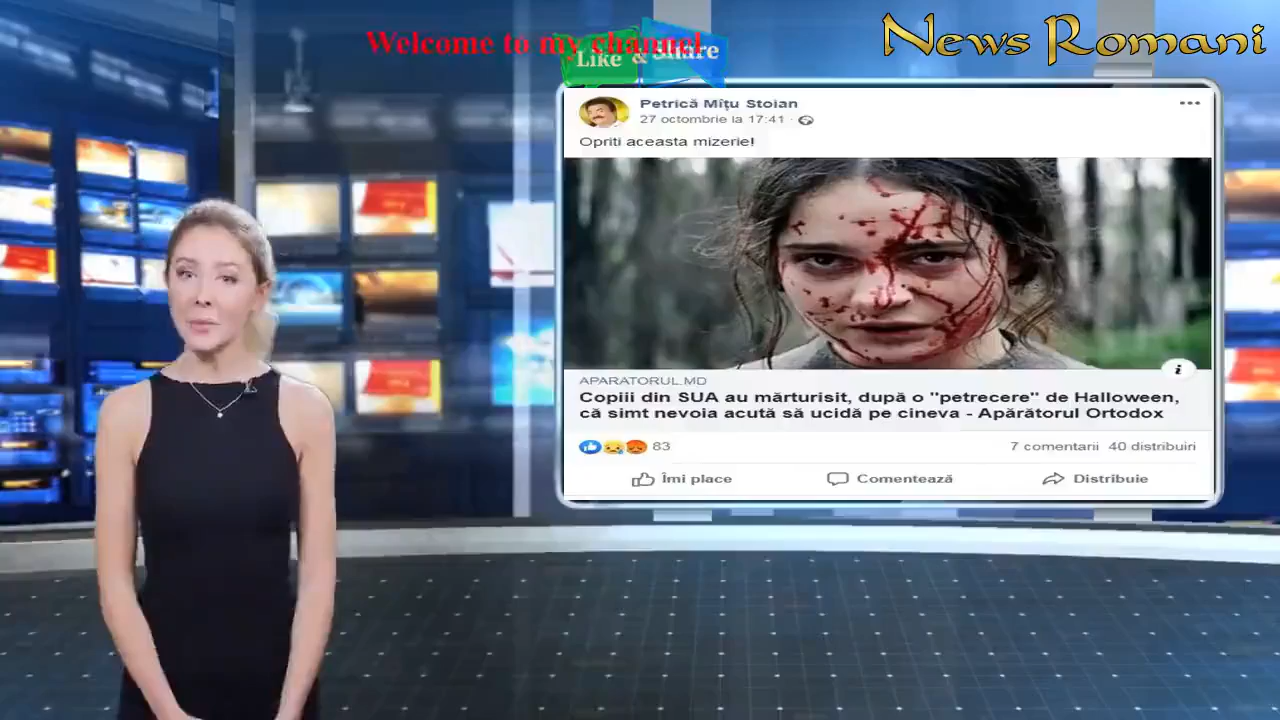 Welcome to my channel
Like & Share
News Romani
Petrică Mîțu Stoian
27 octombrie la 17:41 ·
Opriti aceasta mizerie!
APARATORUL.MD
Copiii din SUA au mărturisit, după o "petrecere" de Halloween,
că simt nevoia acută să ucidă pe cineva - Apărătorul Ortodox
83
7 comentarii 40 distribuiri
Îmi place
Comentează
Distribuie